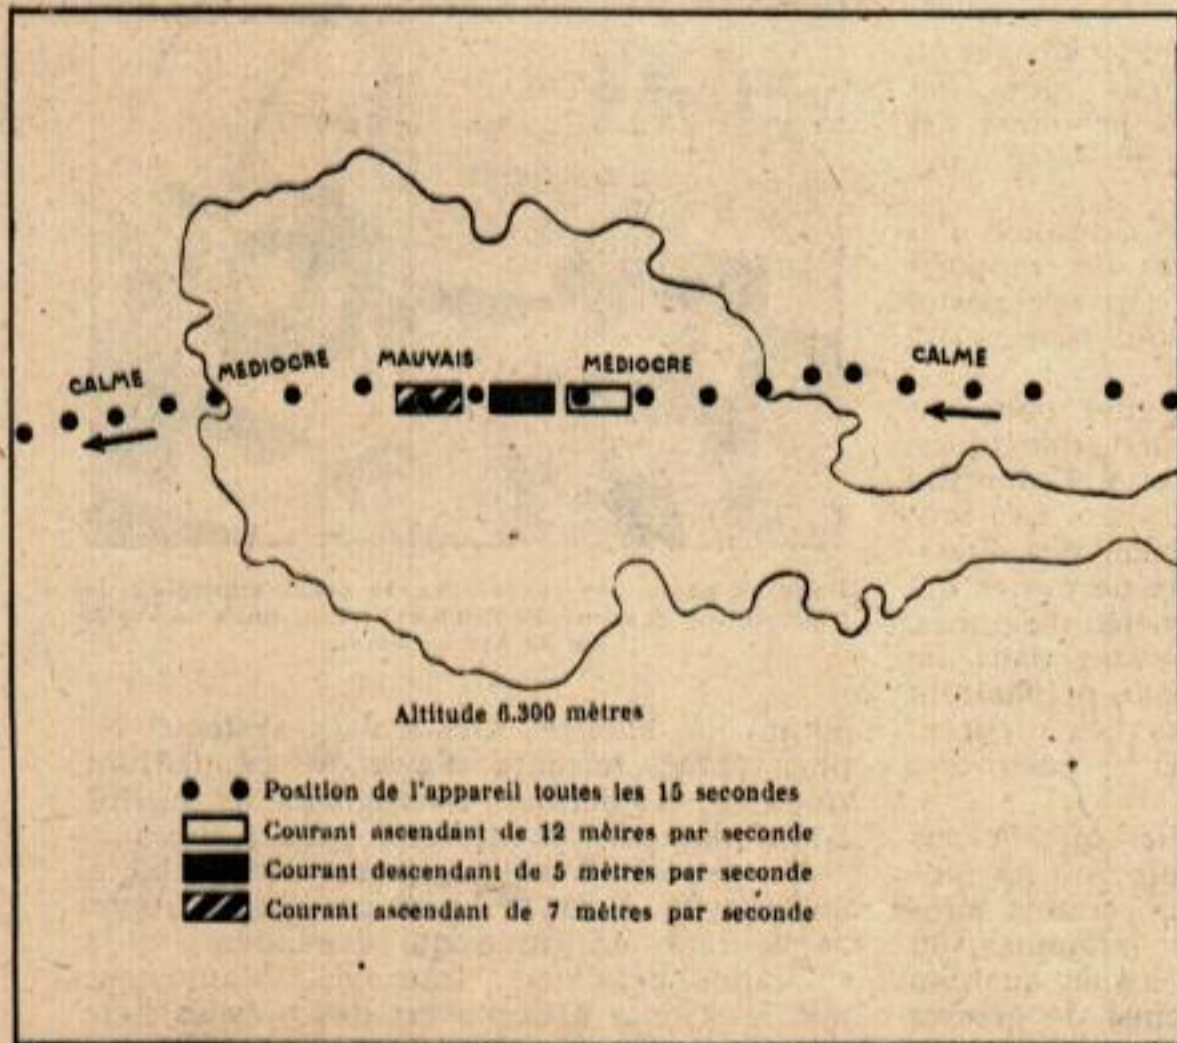 CALME
MÉDIOCRE
MAUVAIS
MÉDIOCRE
CALME
Altitude 6.300 mètres
Position de l'appareil toutes les 15 secondes
Courant ascendant de 12 mètres par seconde
Courant descendant de 5 mètres par seconde
Courant ascendant de 7 mètres par seconde